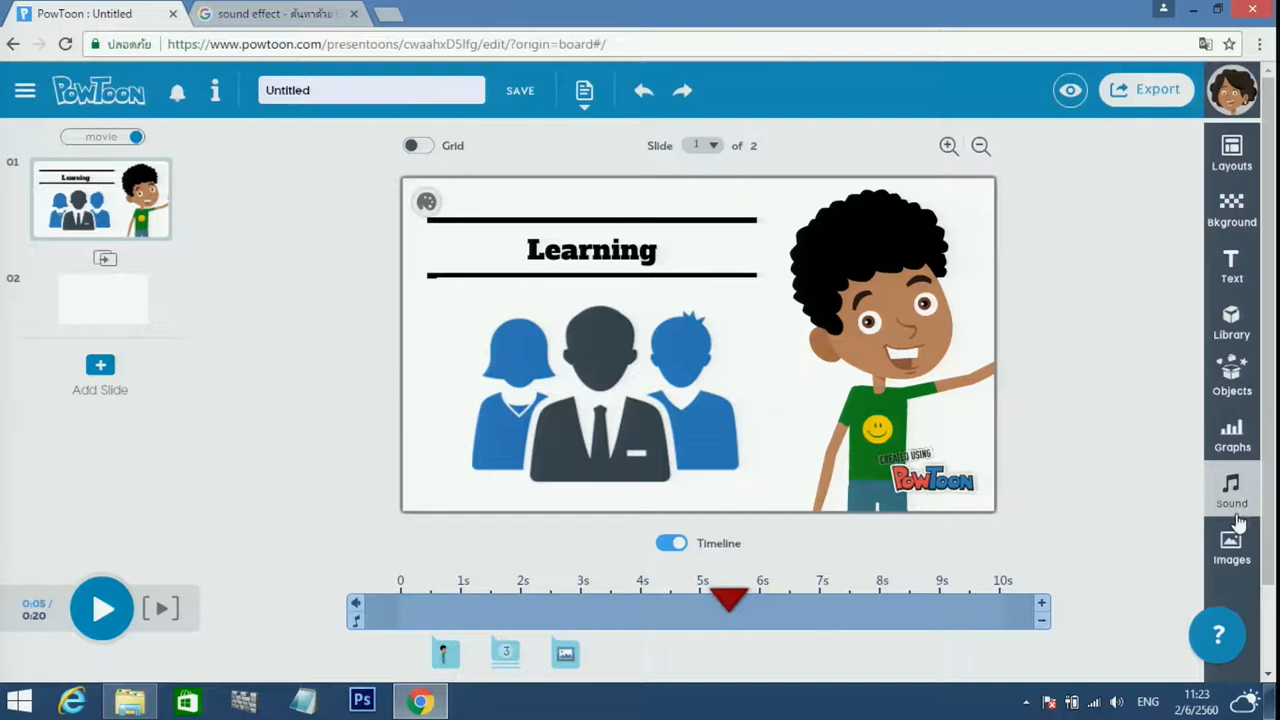 PowToon : Untitled
sound effect - ค้นหาด้วย
ปลอดภัย
https://www.powtoon.com/presentoons/cwaahxD5lfg/edit/?origin=board#/
POWTOON
Untitled
SAVE
Export
movie
Grid
Slide 1 of 2
Layouts
Bkground
Text
Library
Objects
Graphs
Sound
Images
01
Learning
02
Add Slide
Learning
CREATED USING
POWTOON
Timeline
0 1s 2s 3s 4s 5s 6s 7s 8s 9s 10s
0:05 /
0:20
3
?
Ps
ENG
11:23
2/6/2560